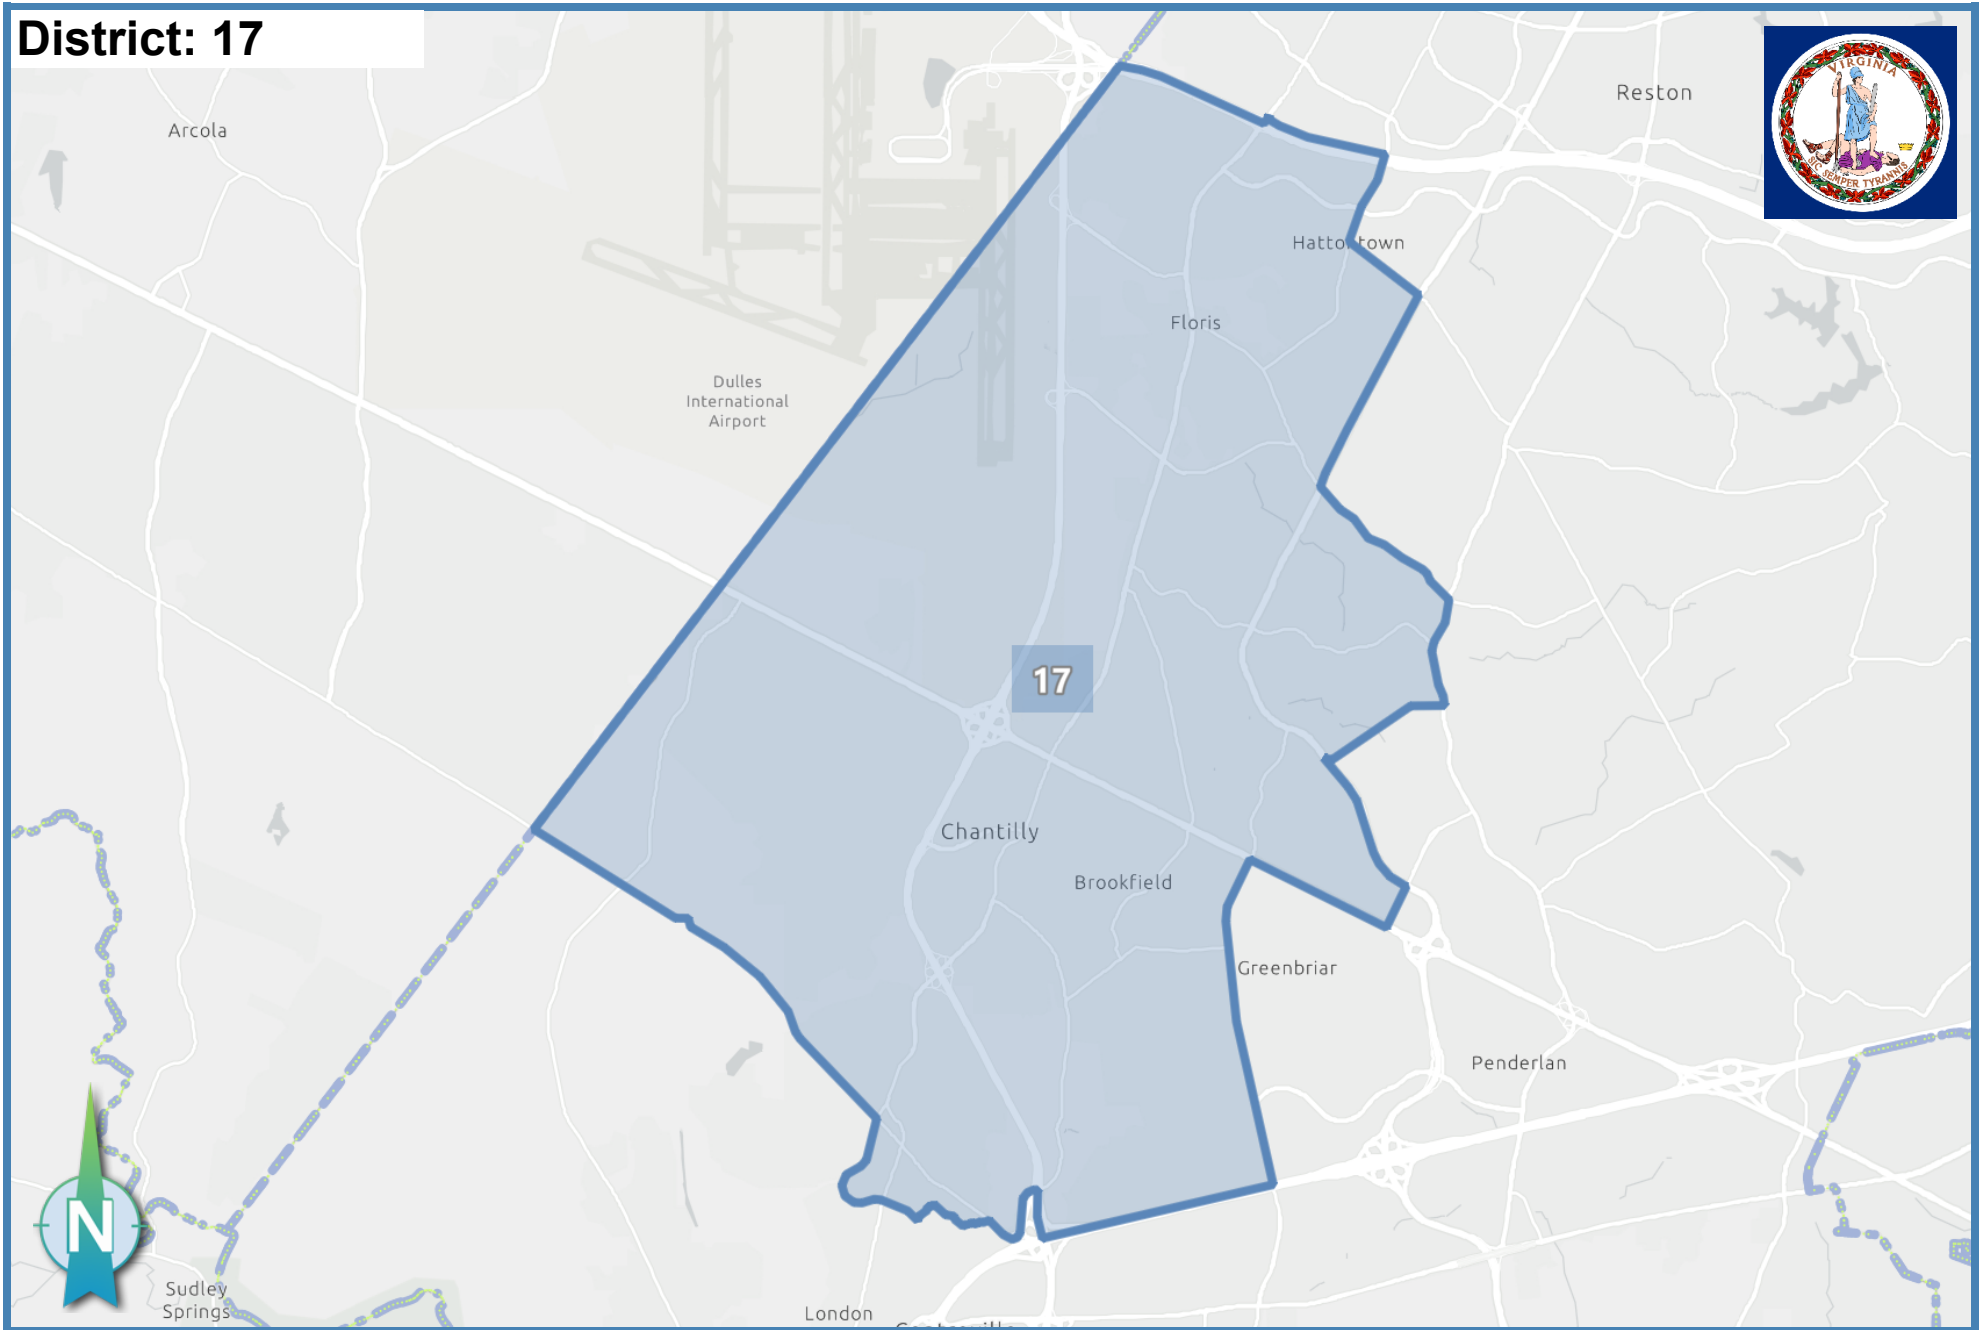 District: 17
VIRGINIA
SIC SEMPER TYRANNIS
Reston
Arcola
Floris
Dulles
International
Airport
17
Chantilly
Brookfield
Greenbriar
Penderlan
N
Sudley
Springs
London